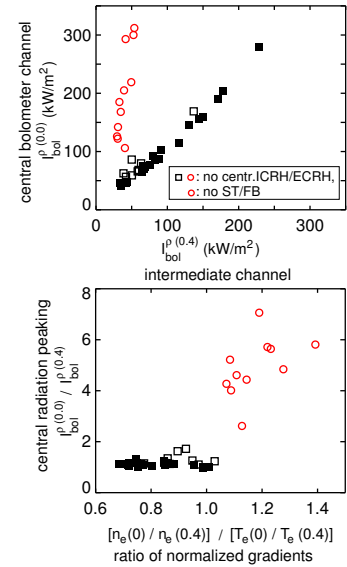 central bolometer channel
I_bol^ρ (0.0) (kW/m²)
300
200
100
0
0
100
200
300
□ ○: no centr.ICRH/ECRH,
■ ○: no ST/FB
I_bol^ρ (0.4) (kW/m²)
intermediate channel
central radiation peaking
I_bol^ρ (0.0) / I_bol^ρ (0.4)
8
6
4
2
0
0.6
0.8
1.0
1.2
1.4
[n_e(0) / n_e(0.4)] / [T_e(0) / T_e(0.4)]
ratio of normalized gradients